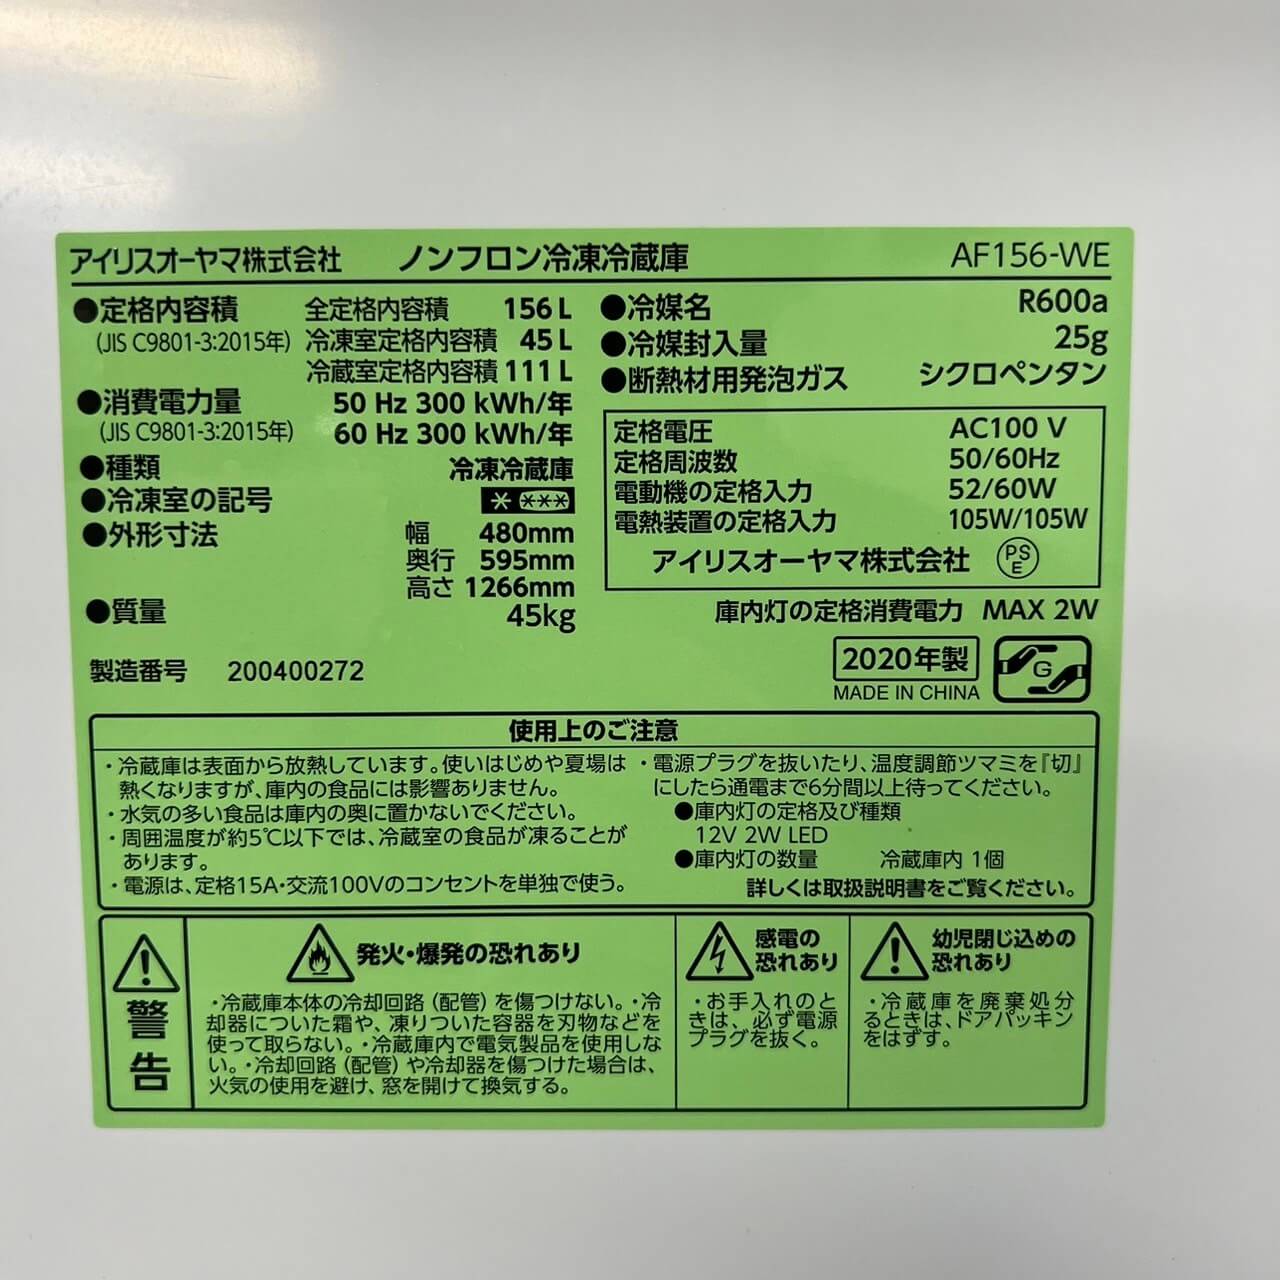 アイリスオーヤマ株式会社 ノンフロン冷凍冷蔵庫 AF156-WE
●定格内容積 全定格内容積 156 L
(JIS C9801-3:2015年) 冷凍室定格内容積 45 L
冷蔵室定格内容積 111 L
●消費電力量 50 Hz 300 kWh/年
(JIS C9801-3:2015年) 60 Hz 300 kWh/年
●種類 冷凍冷蔵庫
●冷凍室の記号 * ***
●外形寸法 幅 480mm
奥行 595mm
高さ 1266mm
●質量 45kg
製造番号 200400272
●冷媒名 R600a
●冷媒封入量 25g
●断熱材用発泡ガス シクロペンタン
定格電圧 AC100 V
定格周波数 50/60Hz
電動機の定格入力 52/60W
電熱装置の定格入力 105W/105W
アイリスオーヤマ株式会社 PS E
庫内灯の定格消費電力 MAX 2W
2020年製 G
MADE IN CHINA
使用上のご注意
・冷蔵庫は表面から放熱しています。使いはじめや夏場は
熱くなりますが、庫内の食品には影響ありません。
・水気の多い食品は庫内の奥に置かないでください。
・周囲温度が約5℃以下では、冷蔵室の食品が凍ることが
あります。
・電源は、定格15A・交流100Vのコンセントを単独で使う。
・電源プラグを抜いたり、温度調節ツマミを『切』
にしたら通電まで6分間以上待ってください。
●庫内灯の定格及び種類
12V 2W LED
●庫内灯の数量 冷蔵庫内 1個
詳しくは取扱説明書をご覧ください。
警告
発火・爆発の恐れあり
・冷蔵庫本体の冷却回路（配管）を傷つけない。・冷
却器についた霜や、凍りついた容器を刃物などを
使って取らない。・冷蔵庫内で電気製品を使用しな
い。・冷却回路（配管）や冷却器を傷つけた場合は、
火気の使用を避け、窓を開けて換気する。
感電の
恐れあり
・お手入れのと
きは、必ず電源
プラグを抜く。
幼児閉じ込めの
恐れあり
・冷蔵庫を廃棄処分
るときは、ドアパッキン
をはずす。